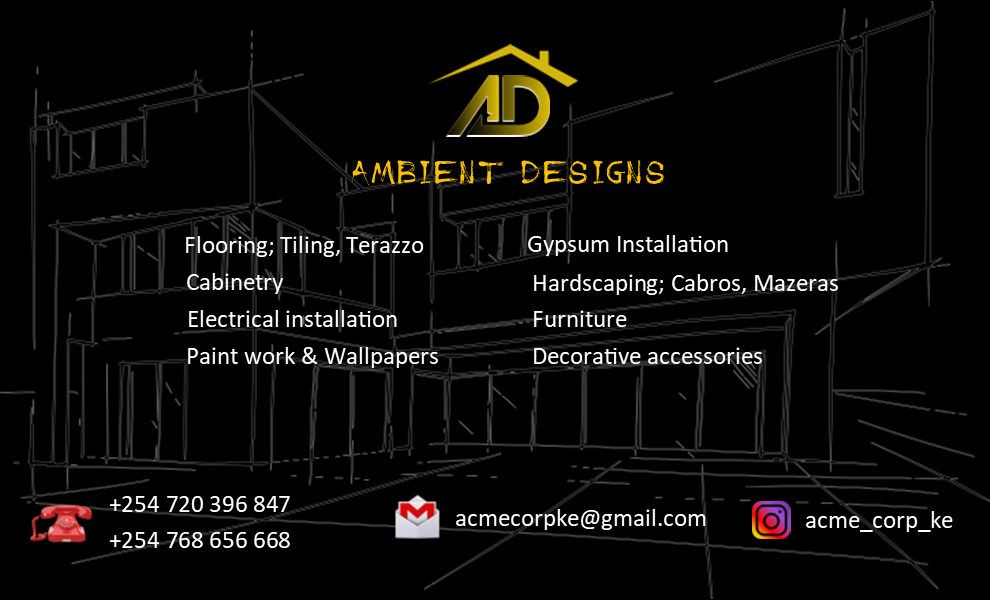 AD
AMBIENT DESIGNS
Flooring; Tiling, Terazzo
Cabinetry
Electrical installation
Paint work & Wallpapers
Gypsum Installation
Hardscaping; Cabros, Mazeras
Furniture
Decorative accessories
+254 720 396 847
+254 768 656 668
acmecorpke@gmail.com
acme_corp_ke